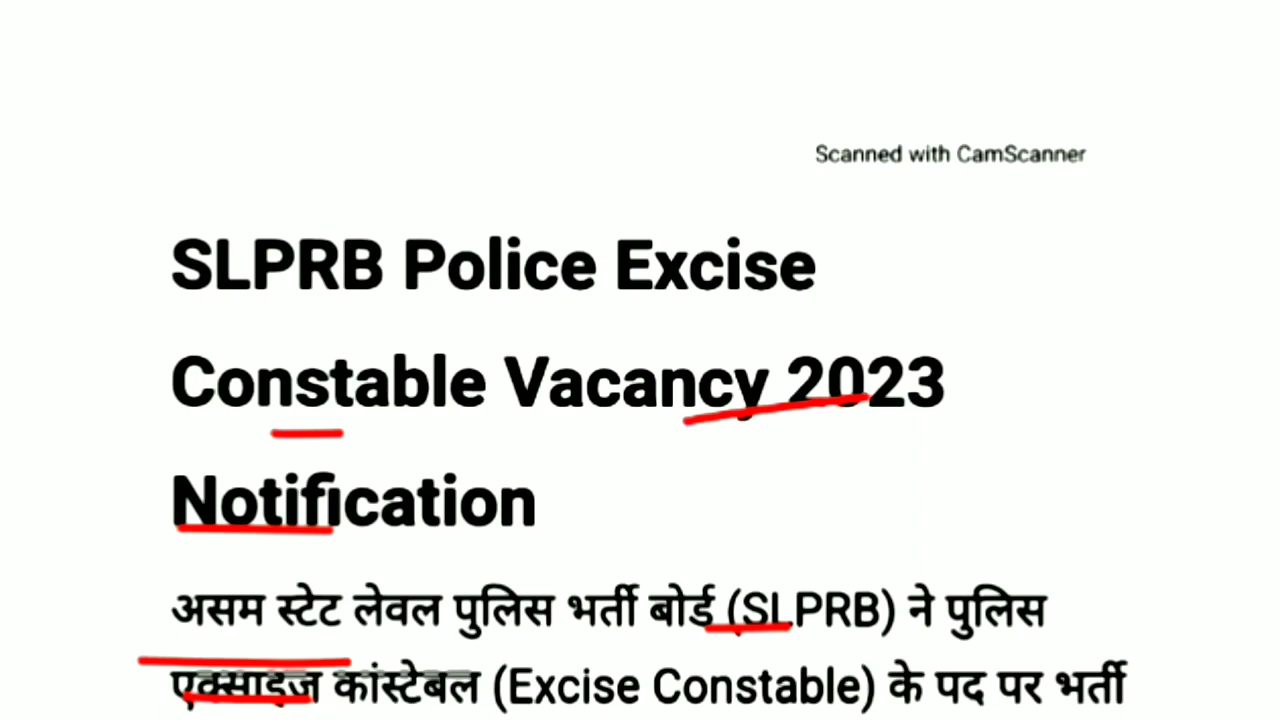 Scanned with CamScanner
SLPRB Police Excise
Constable Vacancy 2023
Notification
असम स्टेट लेवल पुलिस भर्ती बोर्ड (SLPRB) ने पुलिस
एक्साइज कांस्टेबल (Excise Constable) के पद पर भर्ती